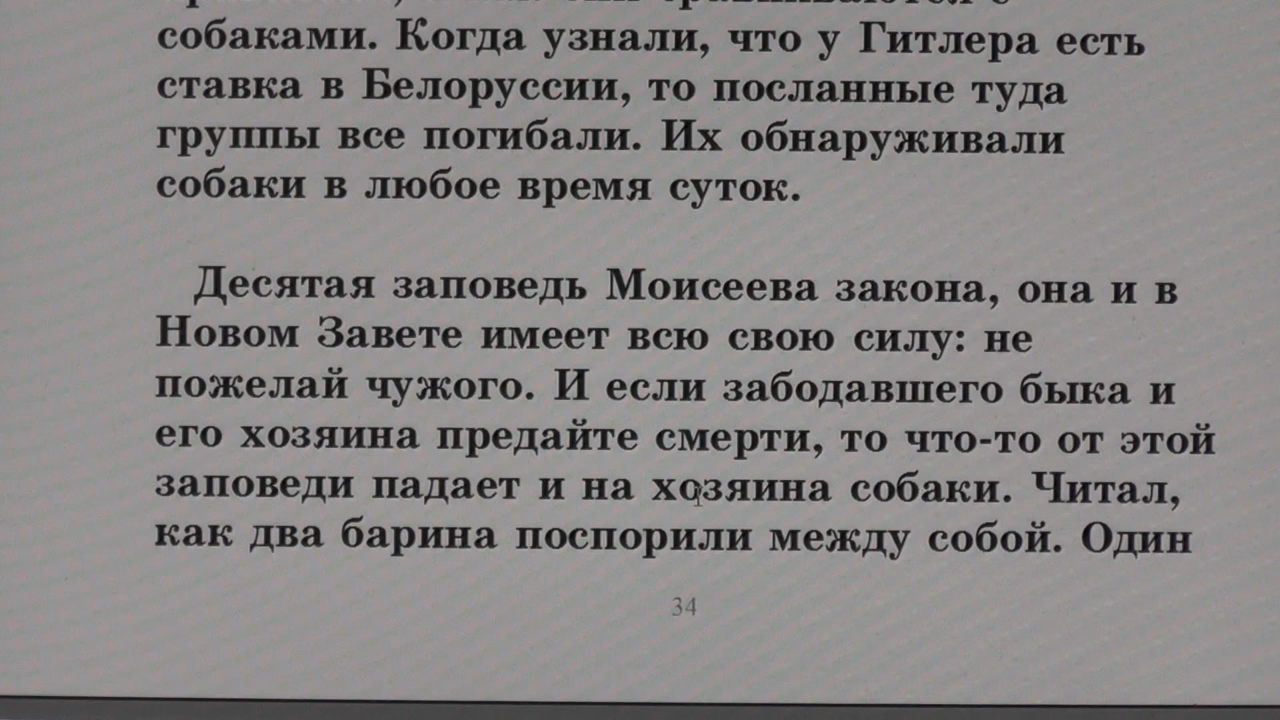 собаками. Когда узнали, что у Гитлера есть
ставка в Белоруссии, то посланные туда
группы все погибали. Их обнаруживали
собаки в любое время суток.
Десятая заповедь Моисеева закона, она и в
Новом Завете имеет всю свою силу: не
пожелай чужого. И если забодавшего быка и
его хозяина предайте смерти, то что-то от этой
заповеди падает и на хозяина собаки. Читал,
как два барина поспорили между собой. Один
34